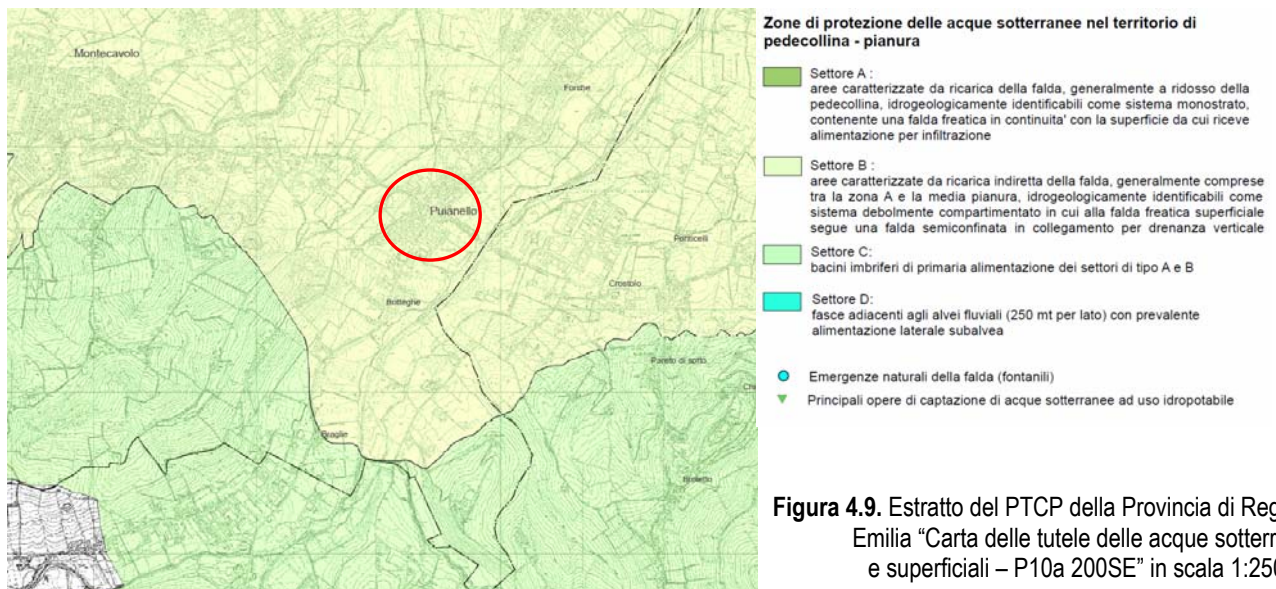 Montecavolo
Forche
Puianello
Ponticelli
Crostolo
Botteghe
Pareto di sotto
Braglie
Zone di protezione delle acque sotterranee nel territorio di
pedecollina - pianura
Settore A :
aree caratterizzate da ricarica della falda, generalmente a ridosso della
pedecollina, idrogeologicamente identificabili come sistema monostrato,
contenente una falda freatica in continuita' con la superficie da cui riceve
alimentazione per infiltrazione
Settore B :
aree caratterizzate da ricarica indiretta della falda, generalmente comprese
tra la zona A e la media pianura, idrogeologicamente identificabili come
sistema debolmente compartimentato in cui alla falda freatica superficiale
segue una falda semiconfinata in collegamento per drenanza verticale
Settore C:
bacini imbriferi di primaria alimentazione dei settori di tipo A e B
Settore D:
fasce adiacenti agli alvei fluviali (250 mt per lato) con prevalente
alimentazione laterale subalvea
Emergenze naturali della falda (fontanili)
Principali opere di captazione di acque sotterranee ad uso idropotabile
Figura 4.9. Estratto del PTCP della Provincia di Reg
Emilia “Carta delle tutele delle acque sotterr
e superficiali – P10a 200SE” in scala 1:250